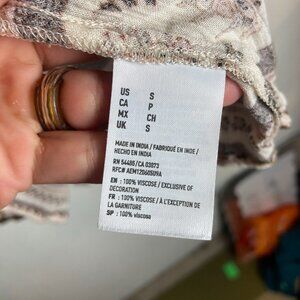 US S
CA P
MX CH
UK S
MADE IN INDIA / FABRIQUÉ EN INDE /
HECHO EN INDIA
RN 54485/CA 03073
RFC# AEM1206050J9A
EN : 100% VISCOSE / EXCLUSIVE OF
DECORATION
FR : 100% VISCOSE / À L'EXCEPTION DE
LA GARNITURE
SP : 100% viscosa